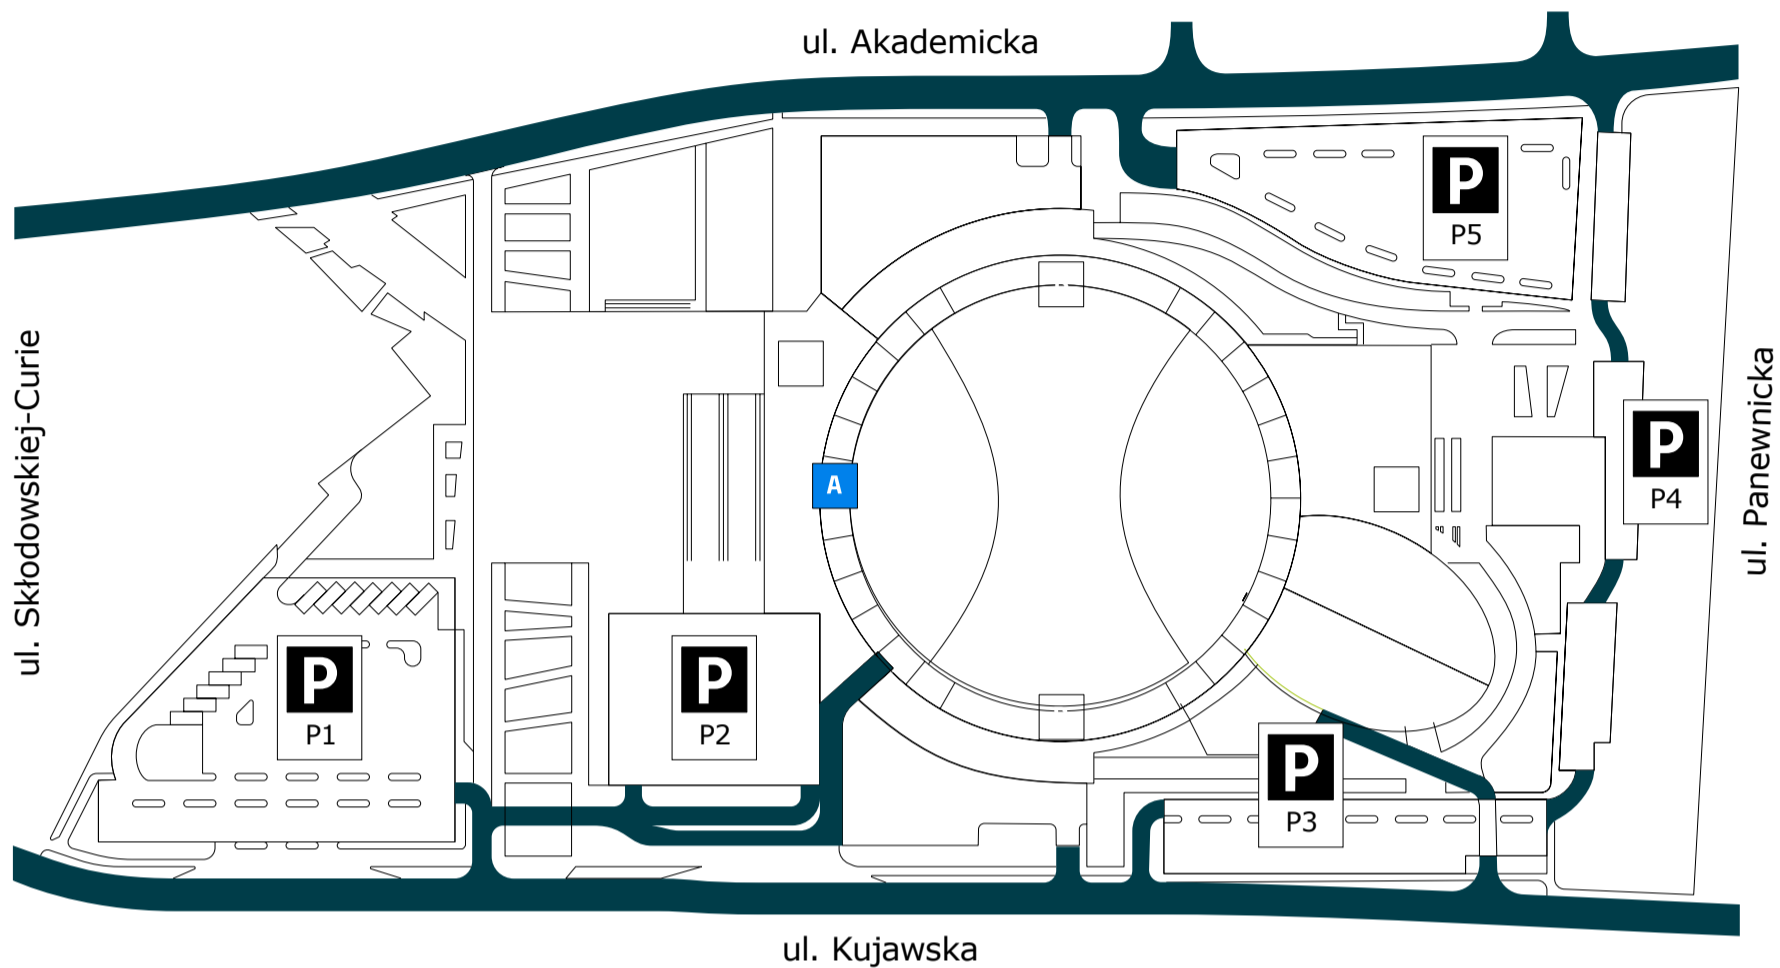 ul. Akademicka
P
P5
ul. Skłodowskiej-Curie
ul. Panewnicka
P
P4
A
P
P1
P
P2
P
P3
ul. Kujawska